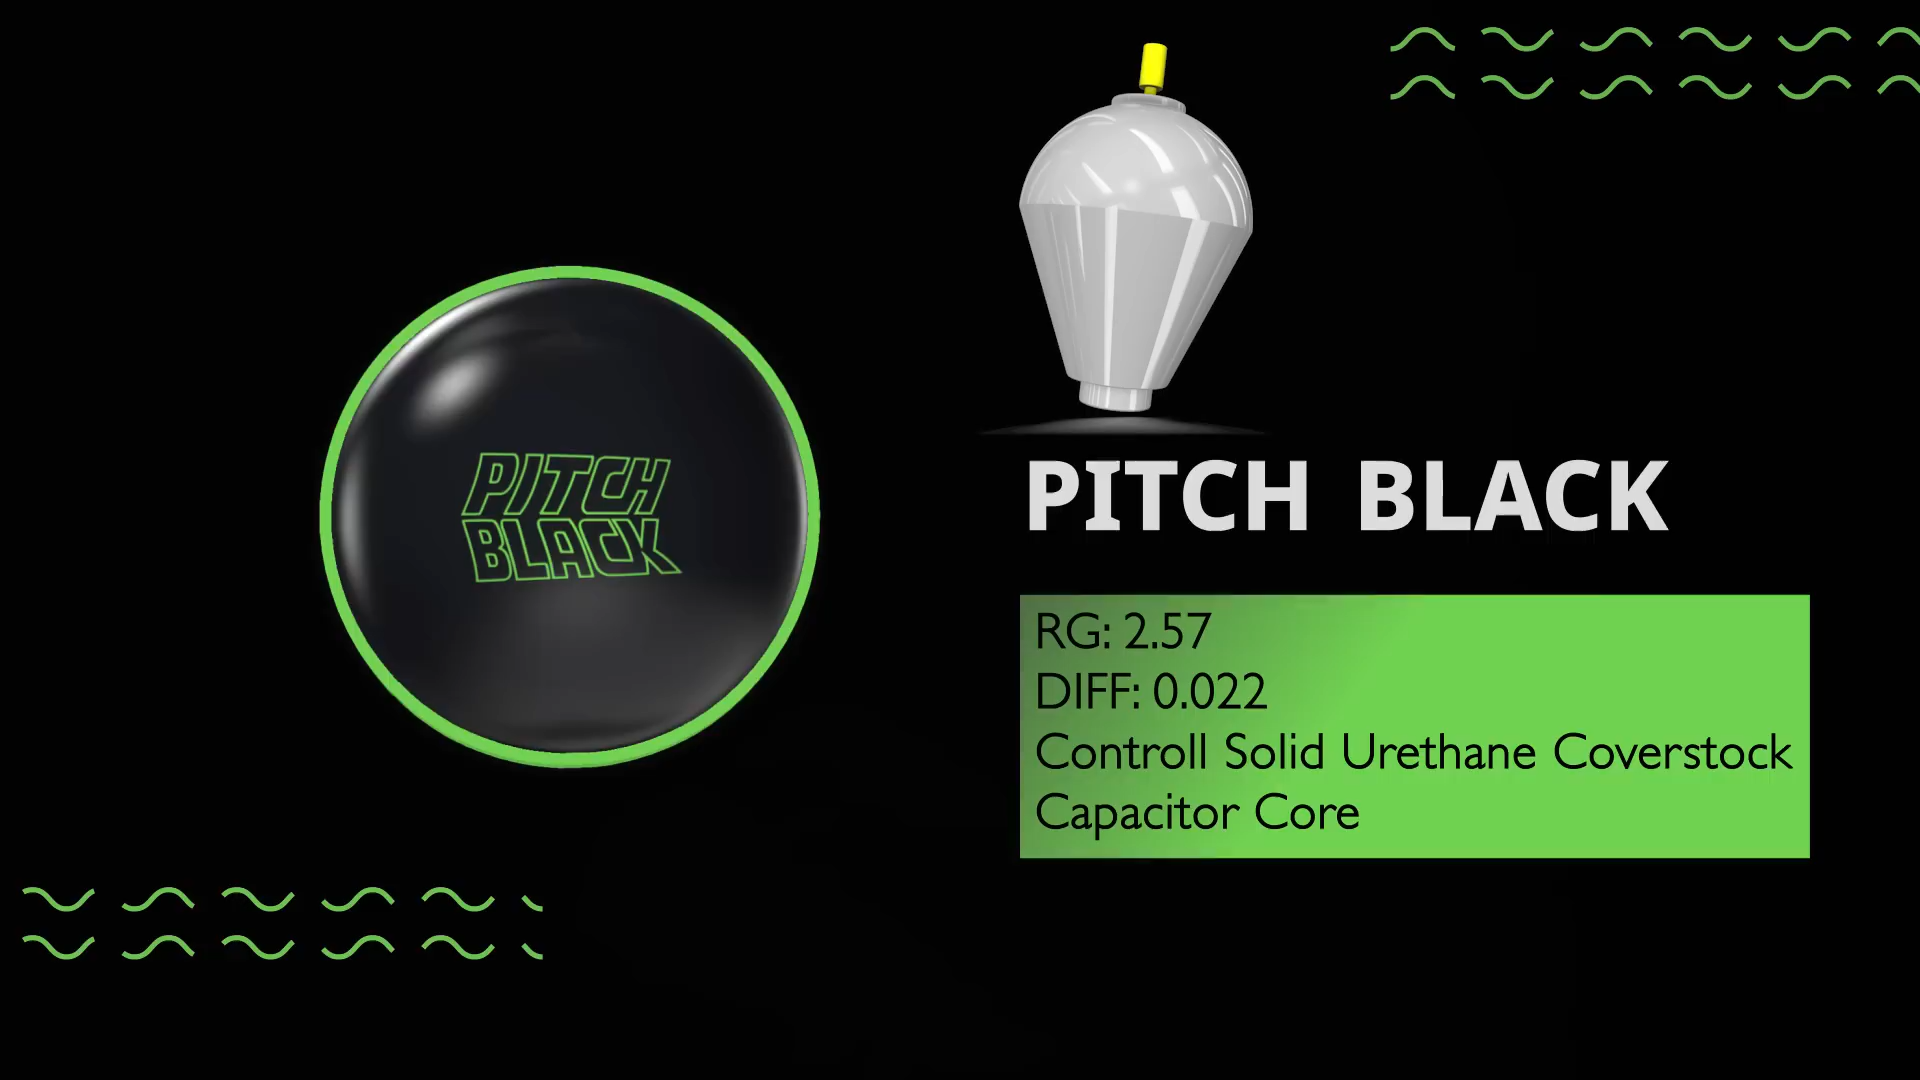 PITCH
BLACK
PITCH BLACK
RG: 2.57
DIFF: 0.022
Controll Solid Urethane Coverstock
Capacitor Core